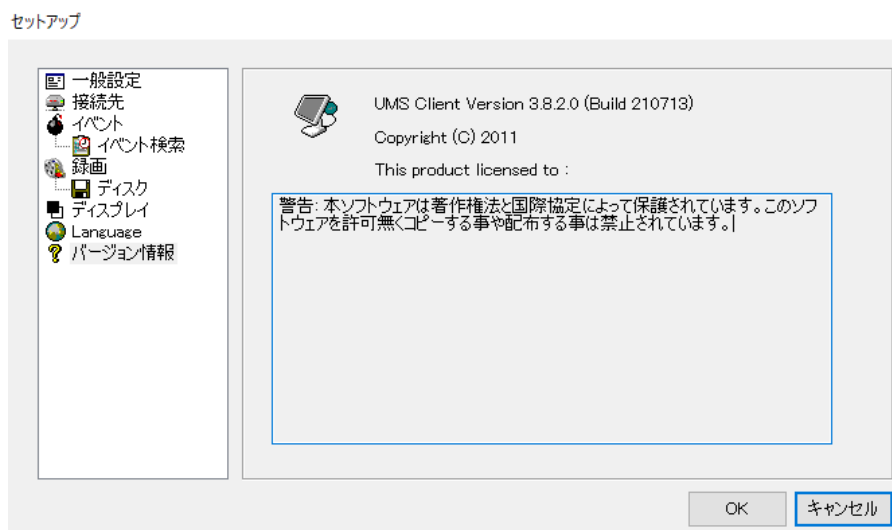 セットアップ
一般設定
接続先
イベント
イベント検索
録画
ディスク
ディスプレイ
Language
バージョン情報
UMS Client Version 3.8.2.0 (Build 210713)
Copyright (C) 2011
This product licensed to :
警告: 本ソフトウェアは著作権法と国際協定によって保護されています。このソフ
トウェアを許可無くコピーする事や配布する事は禁止されています。
OK
キャンセル